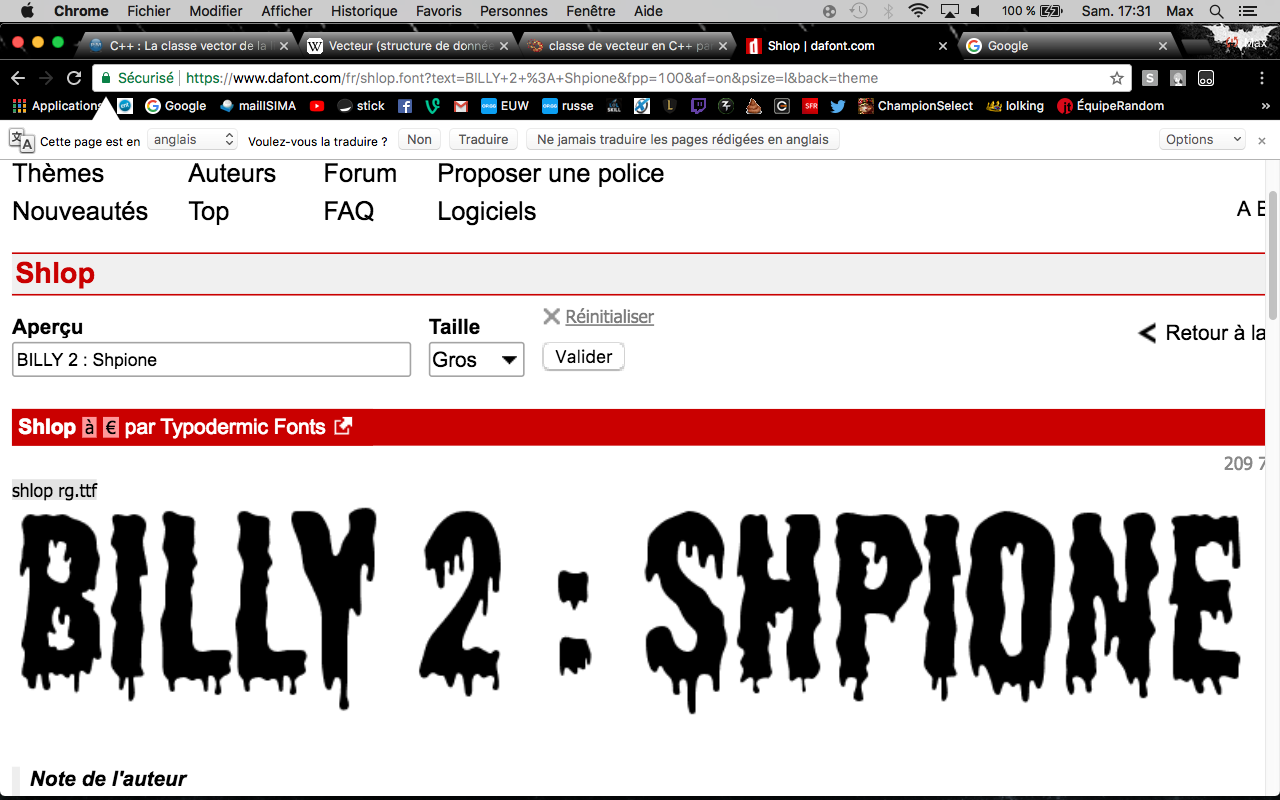 Chrome Fichier Modifier Afficher Historique Favoris Personnes Fenêtre Aide 100 % Sam. 17:31 Max
C++ : La classe vector de la Vecteur (structure de donnée classe de vecteur en C++ par Shlop | dafont.com Google Max
Sécurisé https://www.dafont.com/fr/shlop.font?text=BILLY+2+%3A+Shpione&fpp=100&af=on&psize=l&back=theme
Applications Google mailISIMA stick EUW russe SKILL L SFR ChampionSelect lolking ÉquipeRandom »
Cette page est en anglais Voulez-vous la traduire ? Non Traduire Ne jamais traduire les pages rédigées en anglais Options
Thèmes Auteurs Forum Proposer une police
Nouveautés Top FAQ Logiciels A B
Shlop
Réinitialiser
Aperçu Taille Retour à la
BILLY 2 : Shpione Gros Valider
Shlop à € par Typodermic Fonts
209 7
shlop rg.ttf
BILLY 2 : SHPIONE
Note de l'auteur